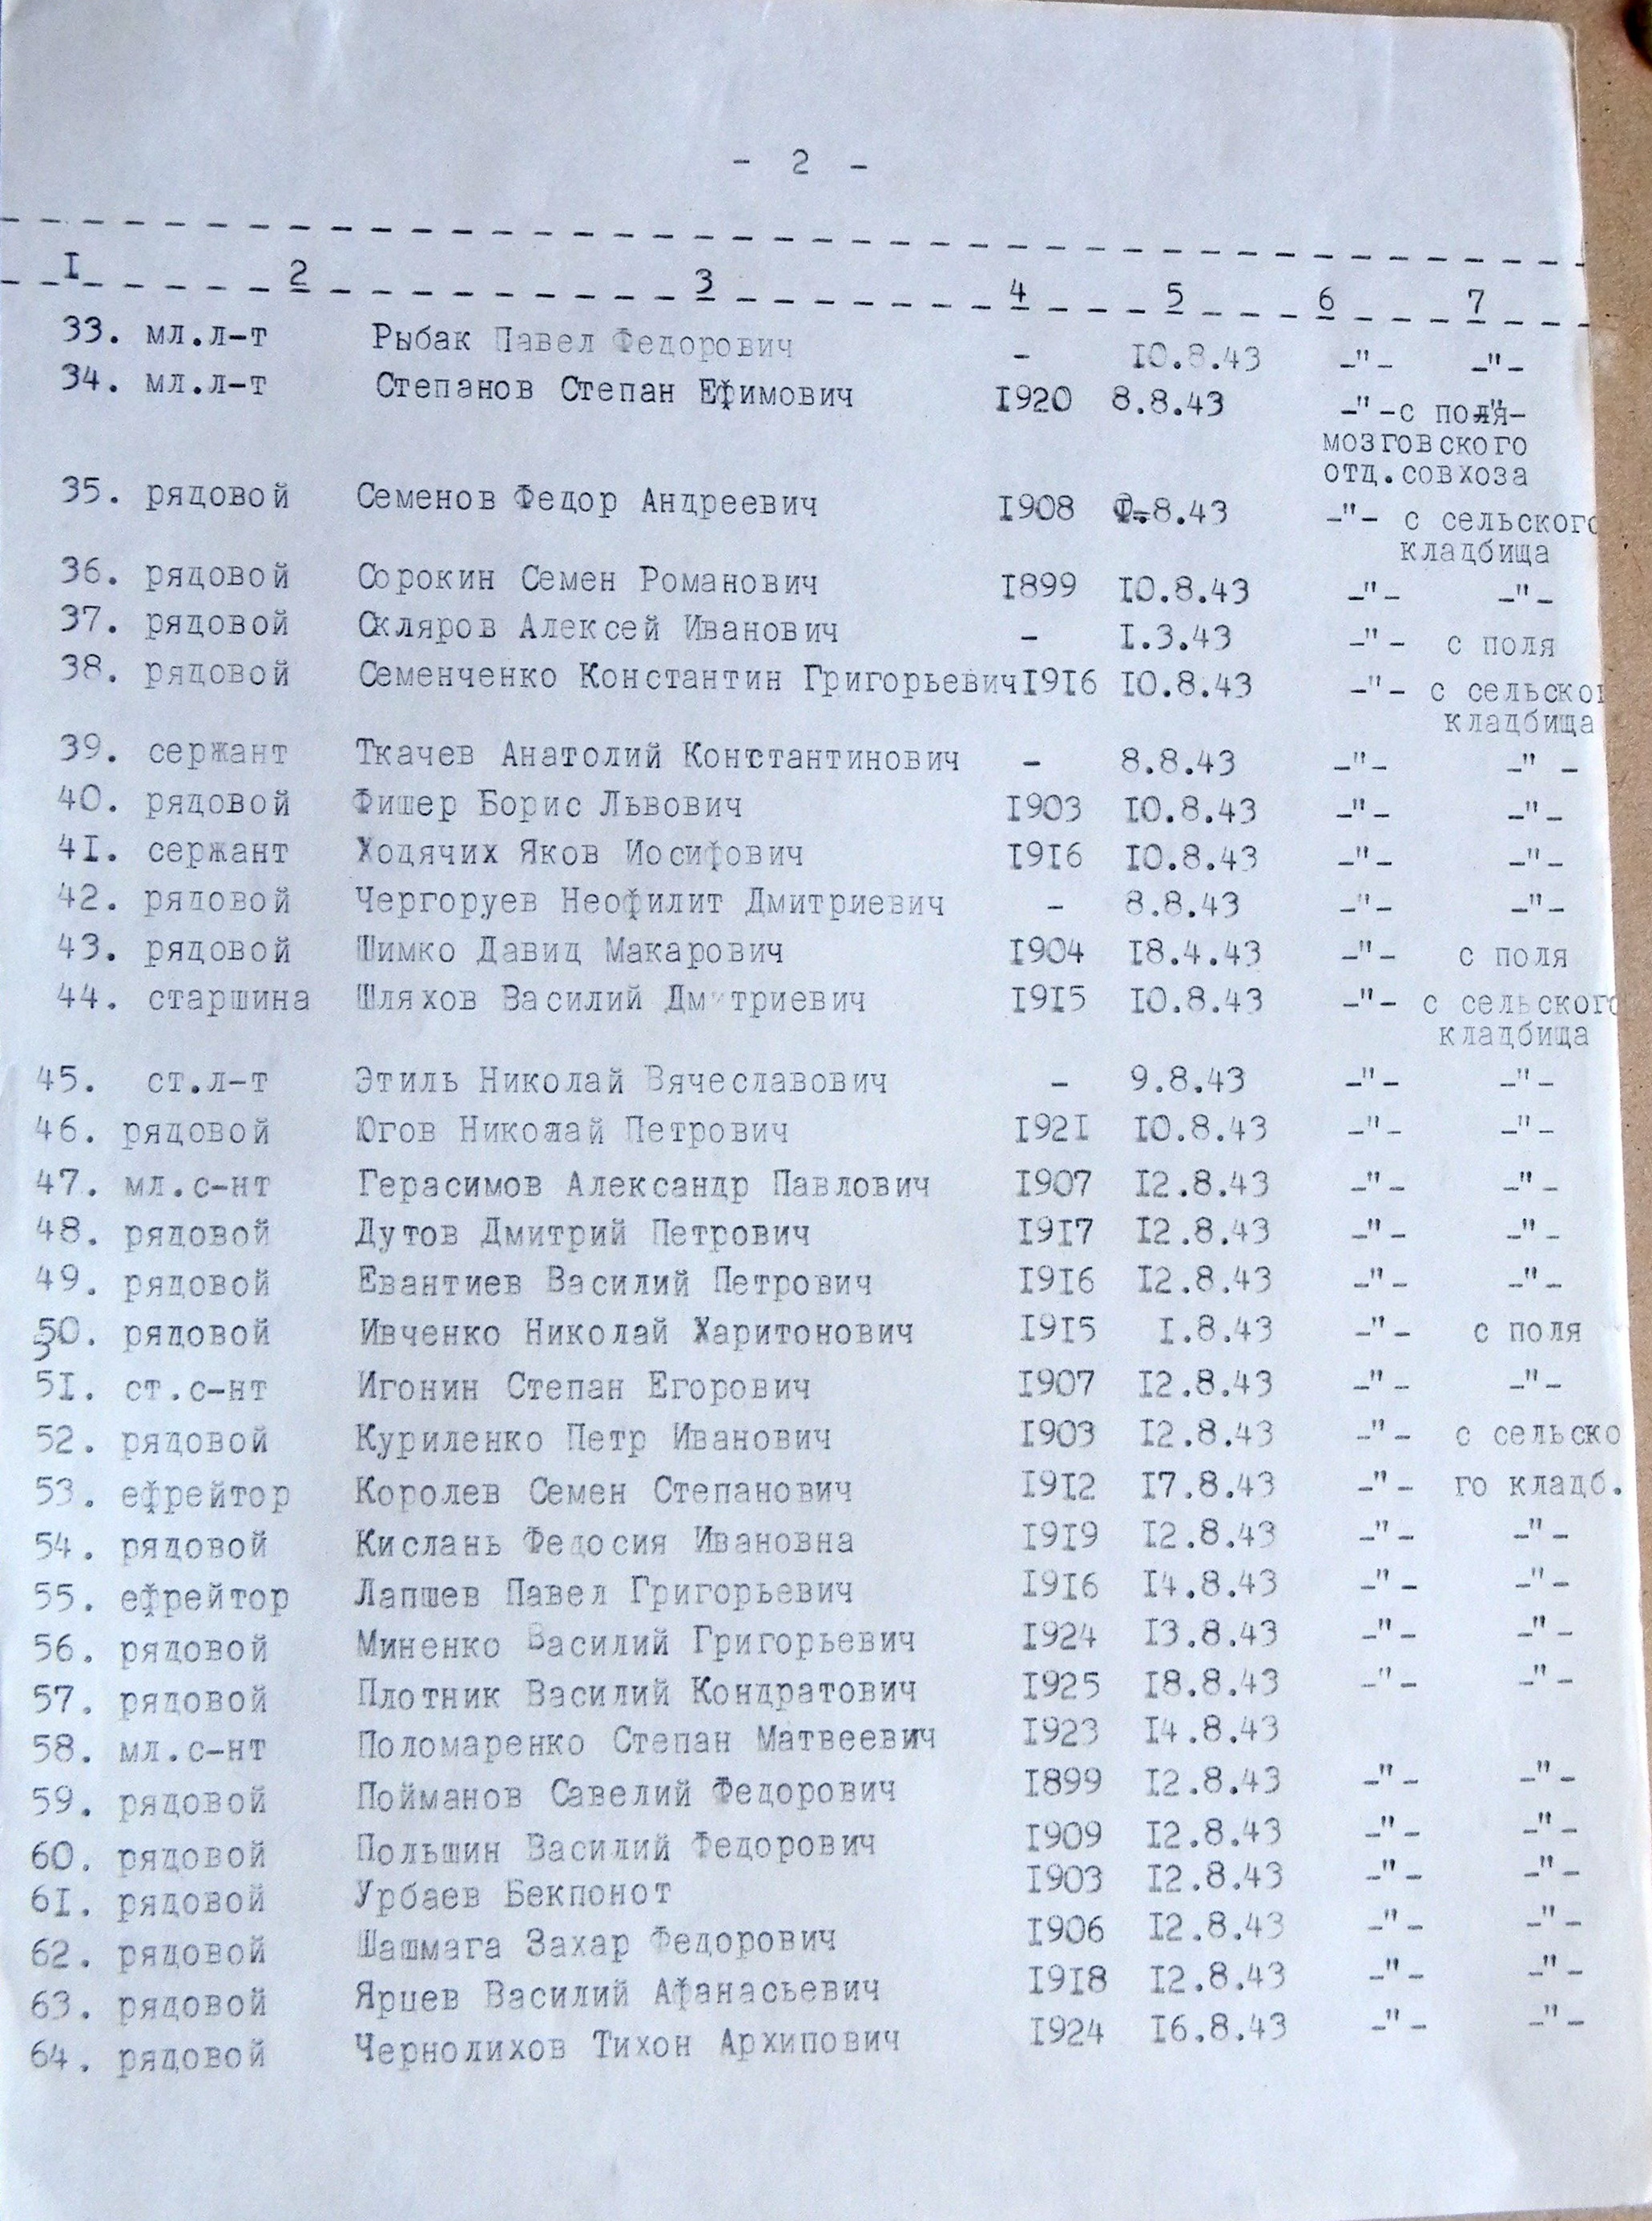 - 2 -
I 2 3 4 5 6 7
33. мл.л-т Рыбак Павел Федорович - I0.8.43 -"- -"-
34. мл.л-т Степанов Степан Ефимович I920 8.8.43 -"-с поля-
мозговского
отд.совхоза
35. рядовой Семенов Федор Андреевич I908 8.43 -"- с сельского
кладбища
36. рядовой Сорокин Семен Романович I899 I0.8.43 -"- -"-
37. рядовой Скляров Алексей Иванович - I.3.43 -"- с поля
38. рядовой Семенченко Константин Григорьевич I9I6 I0.8.43 -"- с сельског
кладбища
39. сержант Ткачев Анатолий Константинович - 8.8.43 -"- -" -
40. рядовой Фишер Борис Львович I903 I0.8.43 -"- -"-
4I. сержант Ходячих Яков Иосифович I9I6 I0.8.43 -"- -"-
42. рядовой Чергоруев Неофилит Дмитриевич - 8.8.43 -"- -"-
43. рядовой Шимко Давид Макарович I904 I8.4.43 -"- с поля
44. старшина Шляхов Василий Дмитриевич I9I5 I0.8.43 -"- с сельского
кладбища
45. ст.л-т Этиль Николай Вячеславович - 9.8.43 -"- -"-
46. рядовой Югов Николай Петрович I92I I0.8.43 -"- -"-
47. мл.с-нт Герасимов Александр Павлович I907 I2.8.43 -"- -"-
48. рядовой Дутов Дмитрий Петрович I9I7 I2.8.43 -"- -"-
49. рядовой Евантиев Василий Петрович I9I6 I2.8.43 -"- -"-
50. рядовой Ивченко Николай Харитонович I9I5 I.8.43 -"- с поля
5I. ст.с-нт Игонин Степан Егорович I907 I2.8.43 -"- -"-
52. рядовой Куриленко Петр Иванович I903 I2.8.43 -"- с сельско
53. ефрейтор Королев Семен Степанович I9I2 I7.8.43 -"- го кладб.
54. рядовой Кислань Федосия Ивановна I9I9 I2.8.43 -"- -"-
55. ефрейтор Лапшев Павел Григорьевич I9I6 I4.8.43 -"- -"-
56. рядовой Миненко Василий Григорьевич I924 I3.8.43 -"- -"-
57. рядовой Плотник Василий Кондратович I925 I8.8.43 -"- -"-
58. мл.с-нт Поломаренко Степан Матвеевич I923 I4.8.43
59. рядовой Пойманов Савелий Федорович I899 I2.8.43 -"- -"-
60. рядовой Польшин Василий Федорович I909 I2.8.43 -"- -"-
6I. рядовой Урбаев Бекпонот I903 I2.8.43 -"- -"-
62. рядовой Шашмага Захар Федорович I906 I2.8.43 -"- -"-
63. рядовой Ярцев Василий Афанасьевич I9I8 I2.8.43 -"- -"-
64. рядовой Чернолихов Тихон Архипович I924 I6.8.43 -"- -"-